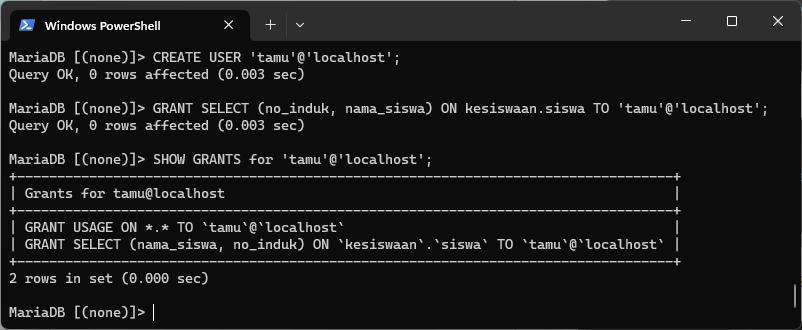 Windows PowerShell
MariaDB [(none)]> CREATE USER 'tamu'@'localhost';
Query OK, 0 rows affected (0.003 sec)
MariaDB [(none)]> GRANT SELECT (no_induk, nama_siswa) ON kesiswaan.siswa TO 'tamu'@'localhost';
Query OK, 0 rows affected (0.003 sec)
MariaDB [(none)]> SHOW GRANTS for 'tamu'@'localhost';
+-----------------------------------------------------------------------------+
| Grants for tamu@localhost                                                   |
+-----------------------------------------------------------------------------+
| GRANT USAGE ON *.* TO `tamu`@`localhost`                                    |
| GRANT SELECT (nama_siswa, no_induk) ON `kesiswaan`.`siswa` TO `tamu`@`localhost` |
+-----------------------------------------------------------------------------+
2 rows in set (0.000 sec)
MariaDB [(none)]>